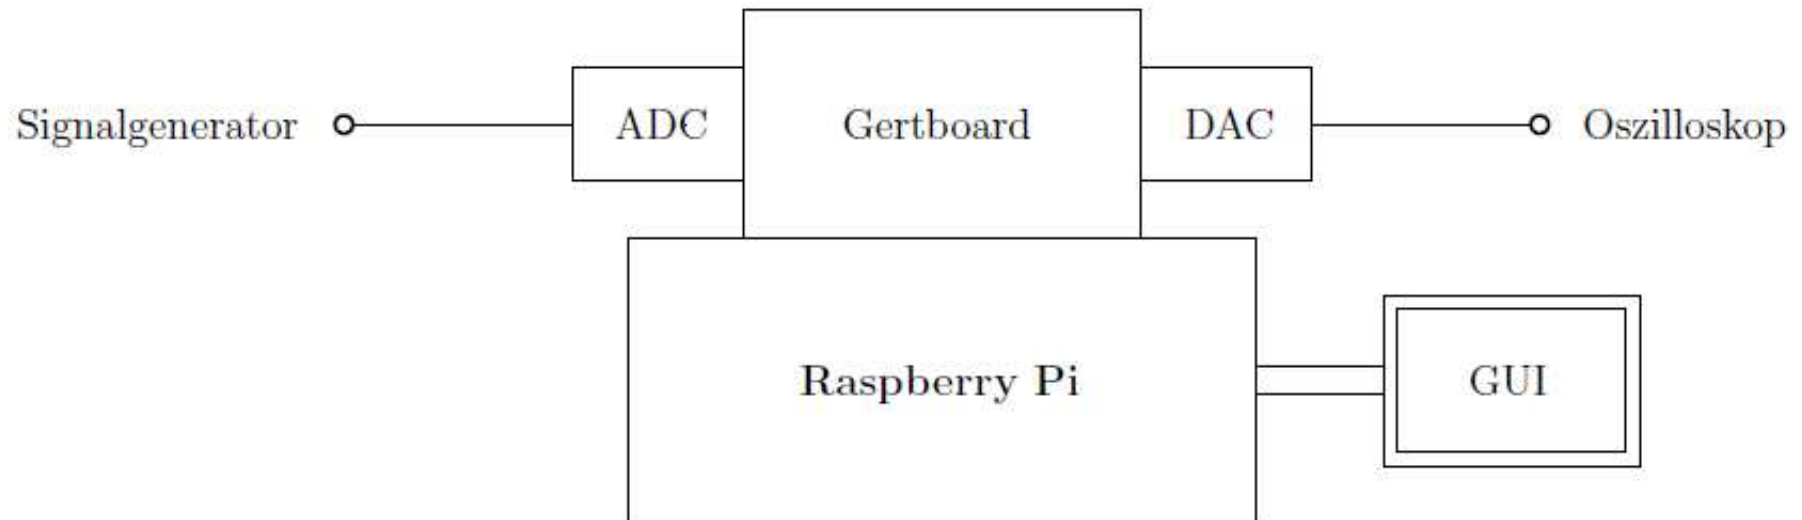 Signalgenerator
ADC
Gertboard
DAC
Oszilloskop
Raspberry Pi
GUI